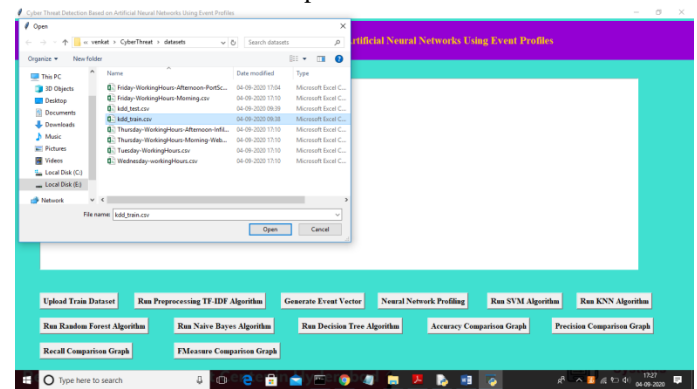 Cyber Threat Detection Based on Artificial Neural Networks Using Event Profiles
Open
rtificial Neural Networks Using Event Profiles
« venkat > CyberThreat > datasets
Search datasets
Organize
New folder
This PC
3D Objects
Desktop
Documents
Downloads
Music
Pictures
Videos
Local Disk (C:)
Local Disk (E:)
Network
Name Date modified Type
Friday-WorkingHours-Afternoon-PortSc... 04-09-2020 17:04 Microsoft Excel C...
Friday-WorkingHours-Morning.csv 04-09-2020 17:10 Microsoft Excel C...
kdd_test.csv 04-09-2020 09:39 Microsoft Excel C...
kdd_train.csv 04-09-2020 09:38 Microsoft Excel C...
Thursday-WorkingHours-Afternoon-Infil... 04-09-2020 17:10 Microsoft Excel C...
Thursday-WorkingHours-Morning-Web... 04-09-2020 17:10 Microsoft Excel C...
Tuesday-WorkingHours.csv 04-09-2020 17:10 Microsoft Excel C...
Wednesday-workingHours.csv 04-09-2020 17:10 Microsoft Excel C...
File name: kdd_train.csv
Open Cancel
Upload Train Dataset Run Preprocessing TF-IDF Algorithm Generate Event Vector Neural Network Profiling Run SVM Algorithm Run KNN Algorithm
Run Random Forest Algorithm Run Naive Bayes Algorithm Run Decision Tree Algorithm Accuracy Comparison Graph Precision Comparison Graph
Recall Comparison Graph FMeasure Comparison Graph
Type here to search
17:27
04-09-2020